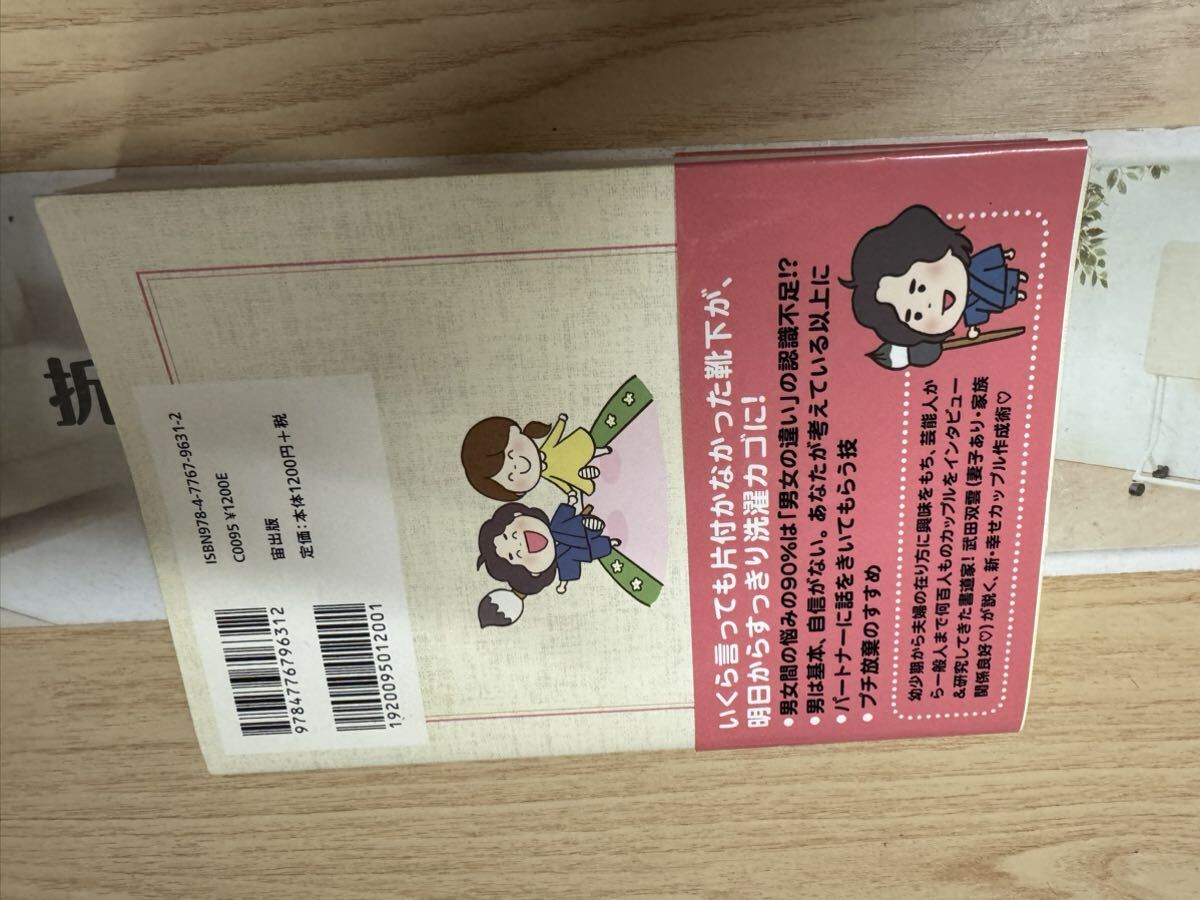 ISBN978-4-7767-9631-2
C0095 ¥1200E
宙出版
定価:本体1200円+税
9784776796312
1920095012001
いくら言っても片付かなかった靴下が、
明日からすっきり洗濯カゴに!
●男女間の悩みの90%は「男女の違い」の認識不足!?
●男は基本、自信がない。あなたが考えている以上に
●パートナーに話をきいてもらう技
●プチ放棄のすすめ
幼少期から夫婦の在り方に興味をもち、芸能人か
ら一般人まで何百人ものカップルをインタビュー
&研究してきた書道家!武田双雲(妻子あり・家族
関係良好♡)が説く、新・幸せカップル作成術♡
折